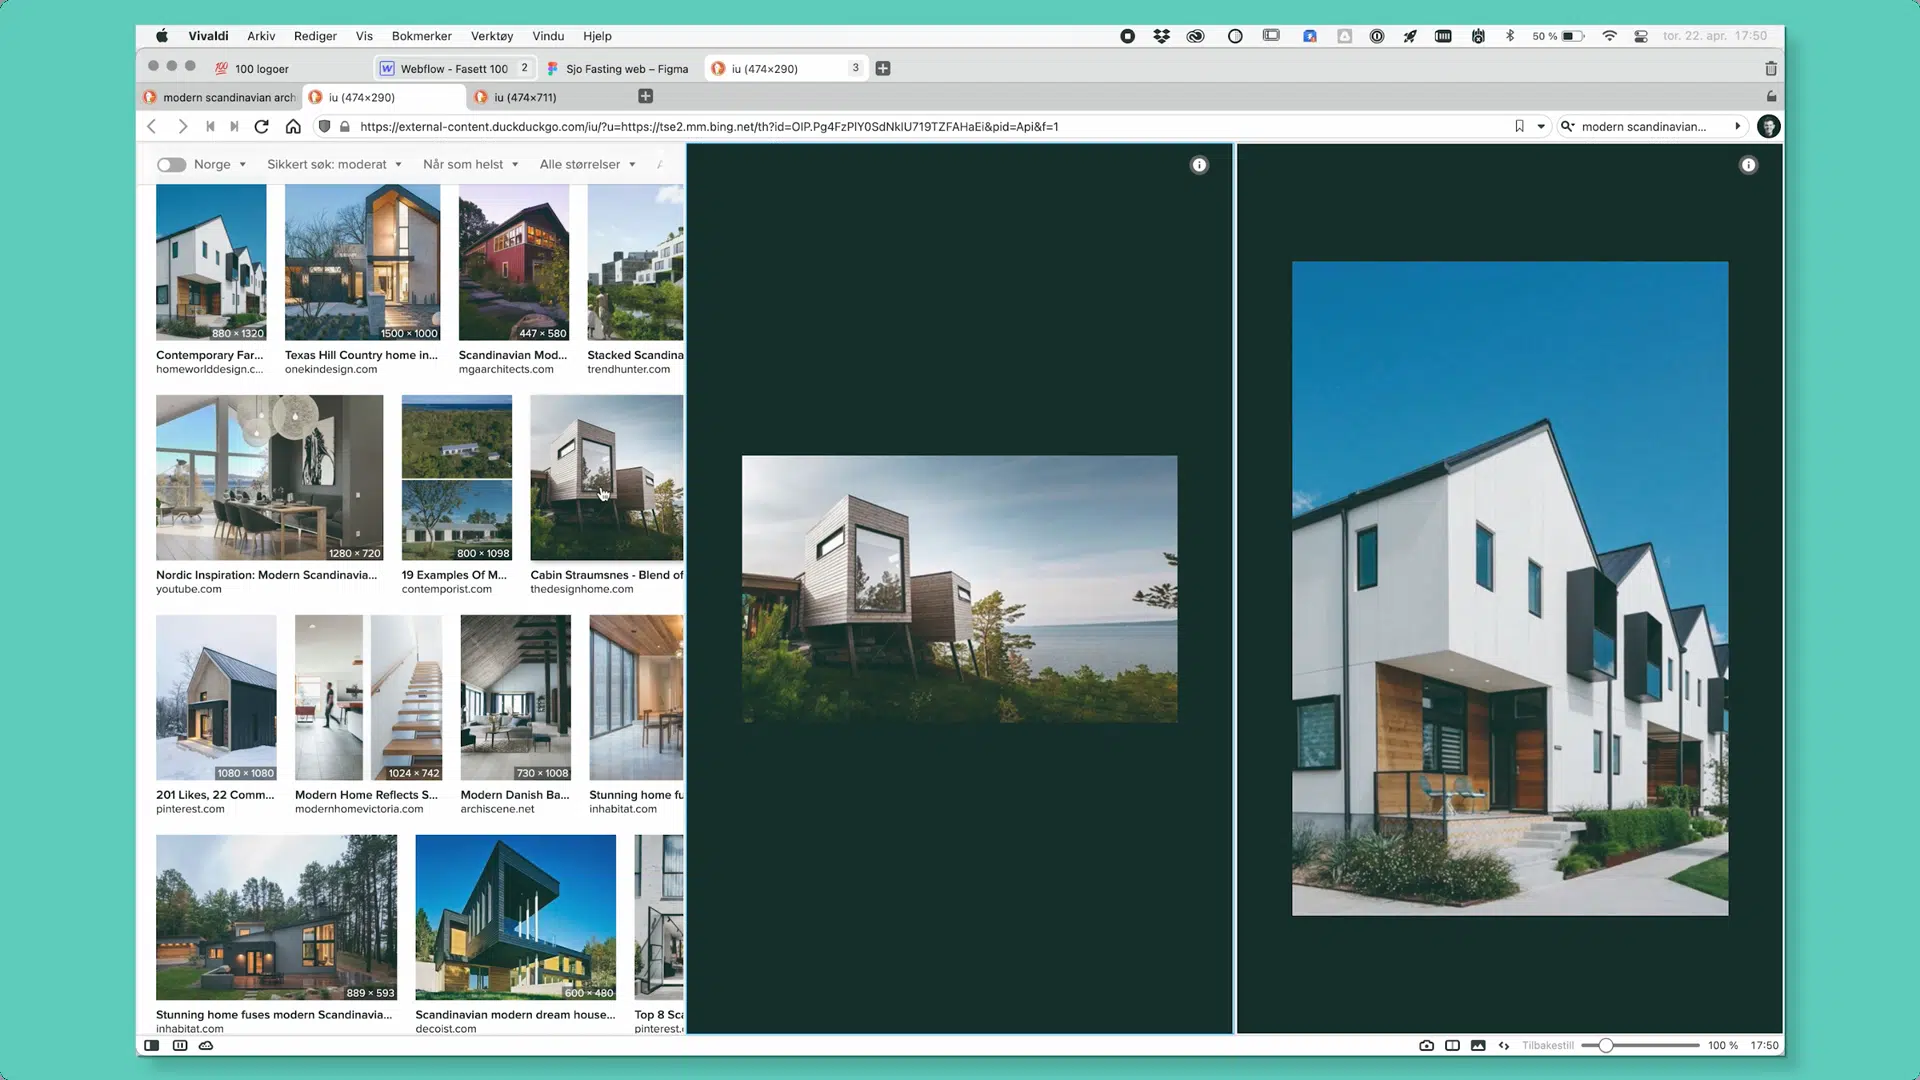 Vivaldi Arkiv Rediger Vis Bokmerker Verktøy Vindu Hjelp 50 % tor. 22. apr. 17:50
100 logoer Webflow - Fasett 100 2 Sjo Fasting web – Figma iu (474×290) 3
modern scandinavian arch iu (474×290) iu (474×711)
https://external-content.duckduckgo.com/iu/?u=https://tse2.mm.bing.net/th?id=OIP.Pg4FzPlY0SdNkIU719TZFAHaEi&pid=Api&f=1 modern scandinavian...
Norge Sikkert søk: moderat Når som helst Alle størrelser
880 × 1320 1500 × 1000 447 × 580
Contemporary Far... Texas Hill Country home in... Scandinavian Mod... Stacked Scandina
homeworlddesign.c... onekindesign.com mgaarchitects.com trendhunter.com
1280 × 720 800 × 1098
Nordic Inspiration: Modern Scandinavia... 19 Examples Of M... Cabin Straumsnes - Blend of
youtube.com contemporist.com thedesignhome.com
1080 × 1080 1024 × 742 730 × 1008
201 Likes, 22 Comm... Modern Home Reflects S... Modern Danish Ba... Stunning home fu
pinterest.com modernhomevictoria.com archiscene.net inhabitat.com
889 × 593 600 × 480
Stunning home fuses modern Scandinavia... Scandinavian modern dream house... Top 8 Sca
inhabitat.com decoist.com pinterest.
Tilbakestill 100 % 17:50